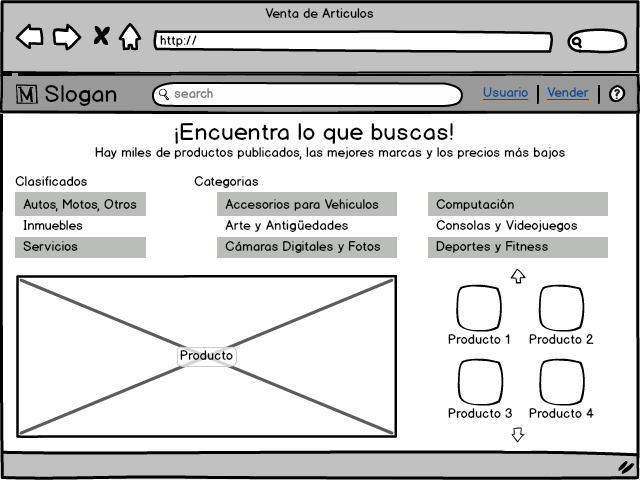 Venta de Articulos
http://
M Slogan search Usuario Vender ?
¡Encuentra lo que buscas!
Hay miles de productos publicados, las mejores marcas y los precios más bajos
Clasificados Categorias
Autos, Motos, Otros Accesorios para Vehiculos Computación
Inmuebles Arte y Antigüedades Consolas y Videojuegos
Servicios Cámaras Digitales y Fotos Deportes y Fitness
Producto
Producto 1 Producto 2
Producto 3 Producto 4